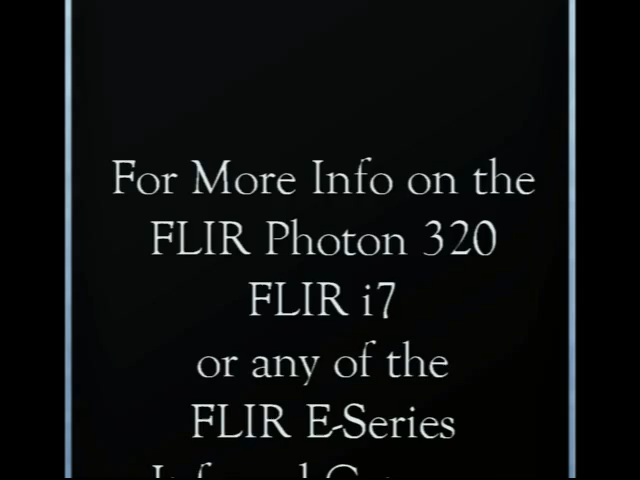 For More Info on the
FLIR Photon 320
FLIR i7
or any of the
FLIR E-Series